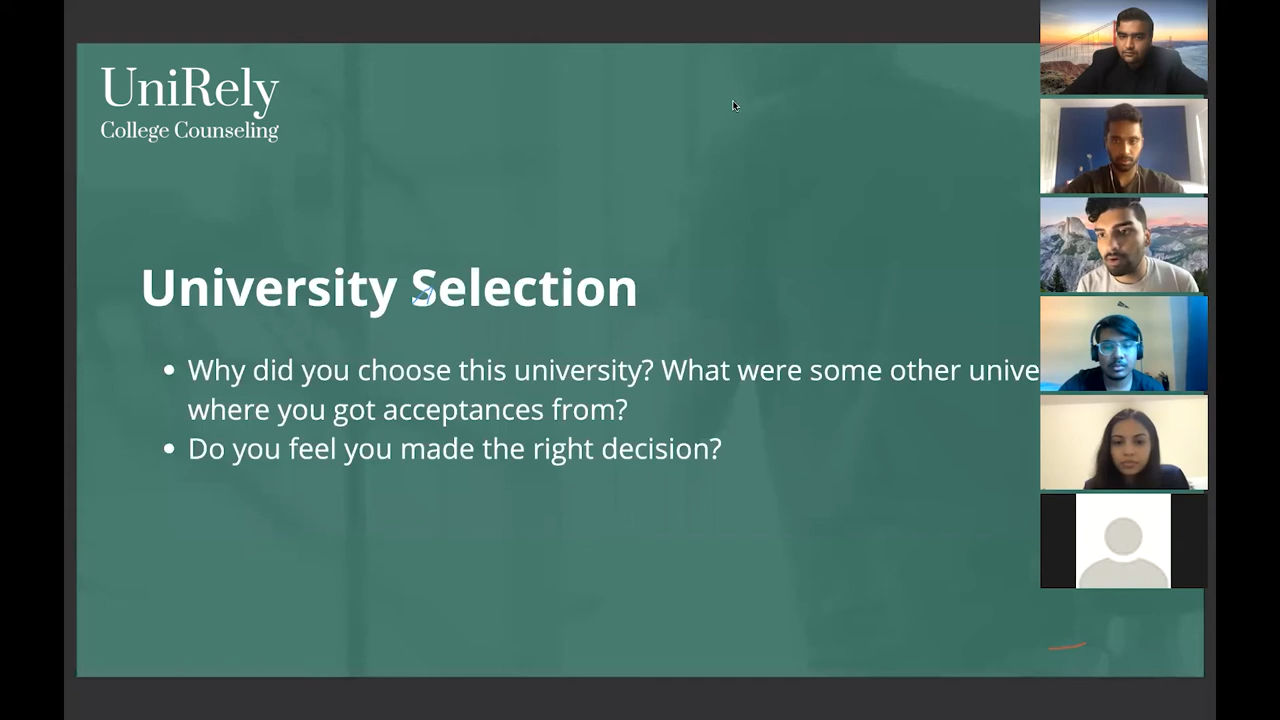 UniRely
College Counseling
University Selection
• Why did you choose this university? What were some other unive
where you got acceptances from?
• Do you feel you made the right decision?